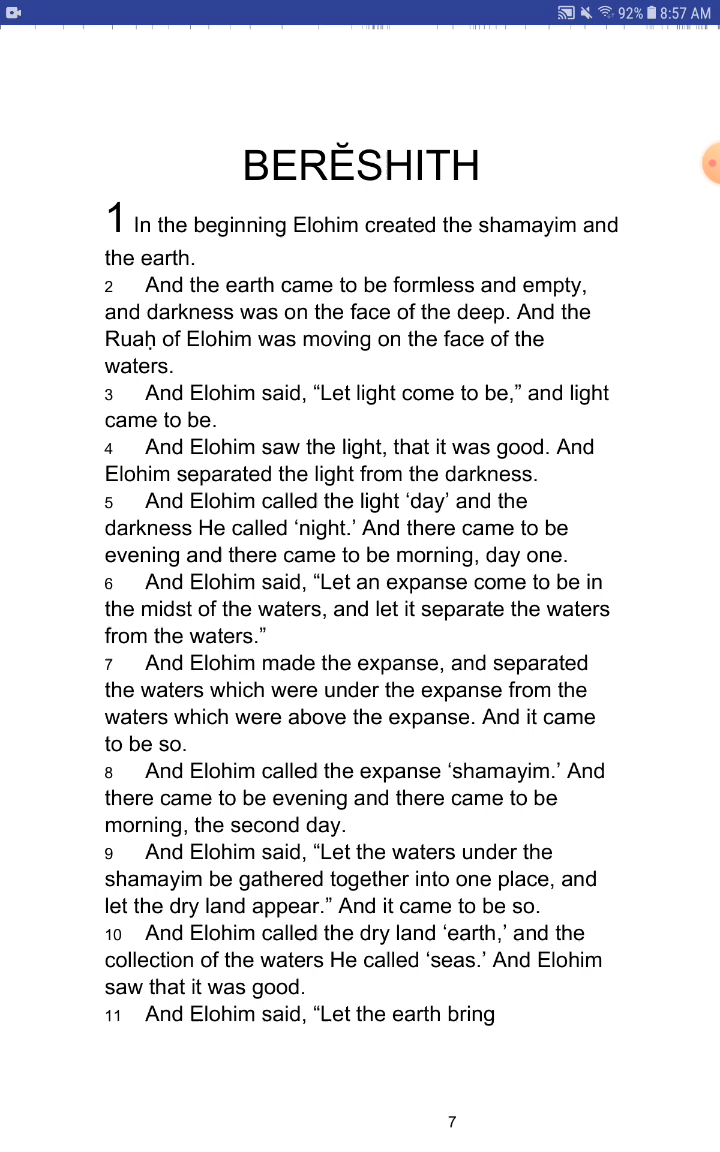 92% 8:57 AM
BERĔSHITH
1 In the beginning Elohim created the shamayim and
the earth.
2 And the earth came to be formless and empty,
and darkness was on the face of the deep. And the
Ruaḥ of Elohim was moving on the face of the
waters.
3 And Elohim said, “Let light come to be,” and light
came to be.
4 And Elohim saw the light, that it was good. And
Elohim separated the light from the darkness.
5 And Elohim called the light ‘day’ and the
darkness He called ‘night.’ And there came to be
evening and there came to be morning, day one.
6 And Elohim said, “Let an expanse come to be in
the midst of the waters, and let it separate the waters
from the waters.”
7 And Elohim made the expanse, and separated
the waters which were under the expanse from the
waters which were above the expanse. And it came
to be so.
8 And Elohim called the expanse ‘shamayim.’ And
there came to be evening and there came to be
morning, the second day.
9 And Elohim said, “Let the waters under the
shamayim be gathered together into one place, and
let the dry land appear.” And it came to be so.
10 And Elohim called the dry land ‘earth,’ and the
collection of the waters He called ‘seas.’ And Elohim
saw that it was good.
11 And Elohim said, “Let the earth bring
7